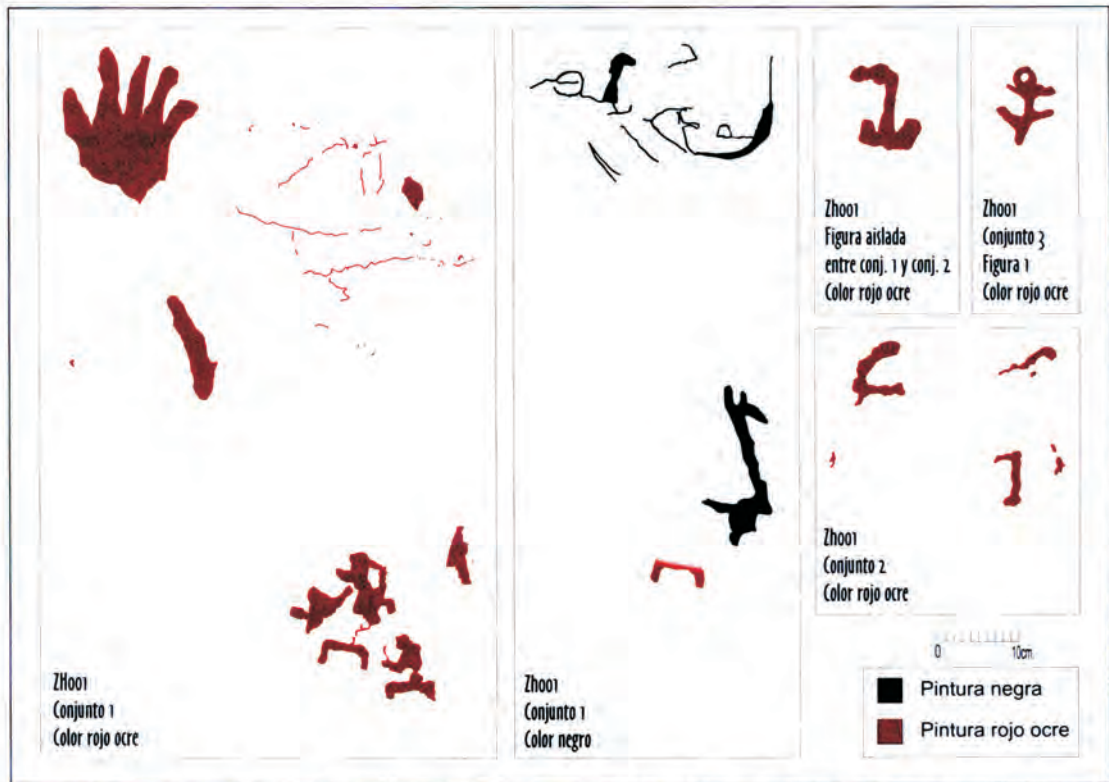 ZH001
Conjunto 1
Color rojo ocre
Zh001
Conjunto 1
Color negro
Zh001
Figura aislada
entre conj. 1 y conj. 2
Color rojo ocre
Zh001
Conjunto 3
Figura 1
Color rojo ocre
Zh001
Conjunto 2
Color rojo ocre
0 10cm
Pintura negra
Pintura rojo ocre